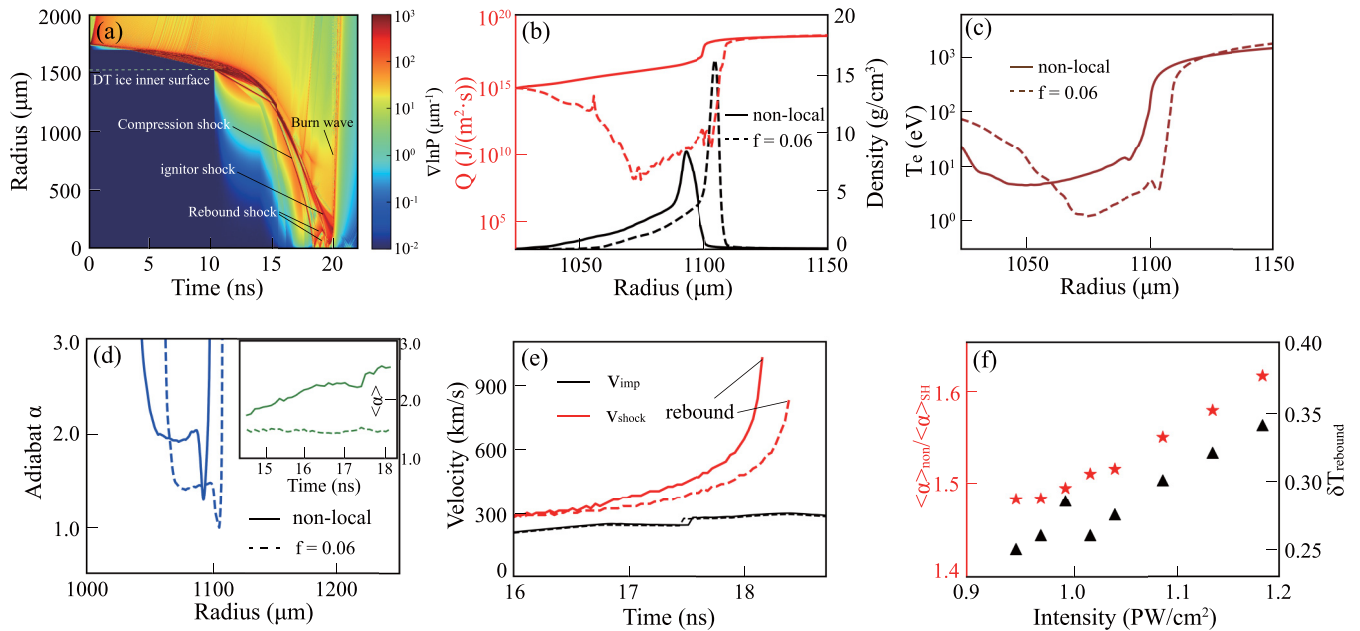 (a)
2000
1500
1000
500
0
Radius (μm)
0 5 10 15 20
Time (ns)
DT ice inner surface
Compression shock
Burn wave
ignitor shock
Rebound shock
10³
10²
10¹
10⁰
10⁻¹
10⁻²
∇lnP (μm⁻¹)
(b)
10²⁰
10¹⁵
10¹⁰
10⁵
Q (J/(m²·s)
non-local
f = 0.06
20
15
10
5
0
Density (g/cm³)
1050 1100 1150
Radius (μm)
(c)
10³
10²
10¹
10⁰
Te (eV)
non-local
f = 0.06
1050 1100 1150
Radius (μm)
(d)
3.0
2.0
1.0
Adiabat α
3.0
2.0
1.0
<α>
15 16 17 18
Time (ns)
non-local
f = 0.06
1000 1100 1200
Radius (μm)
(e)
900
600
300
0
Velocity (km/s)
Vimp
Vshock
rebound
16 17 18
Time (ns)
(f)
1.6
1.5
1.4
<α>non/<α>SH
0.40
0.35
0.30
0.25
δTrebound
0.9 1.0 1.1 1.2
Intensity (PW/cm²)